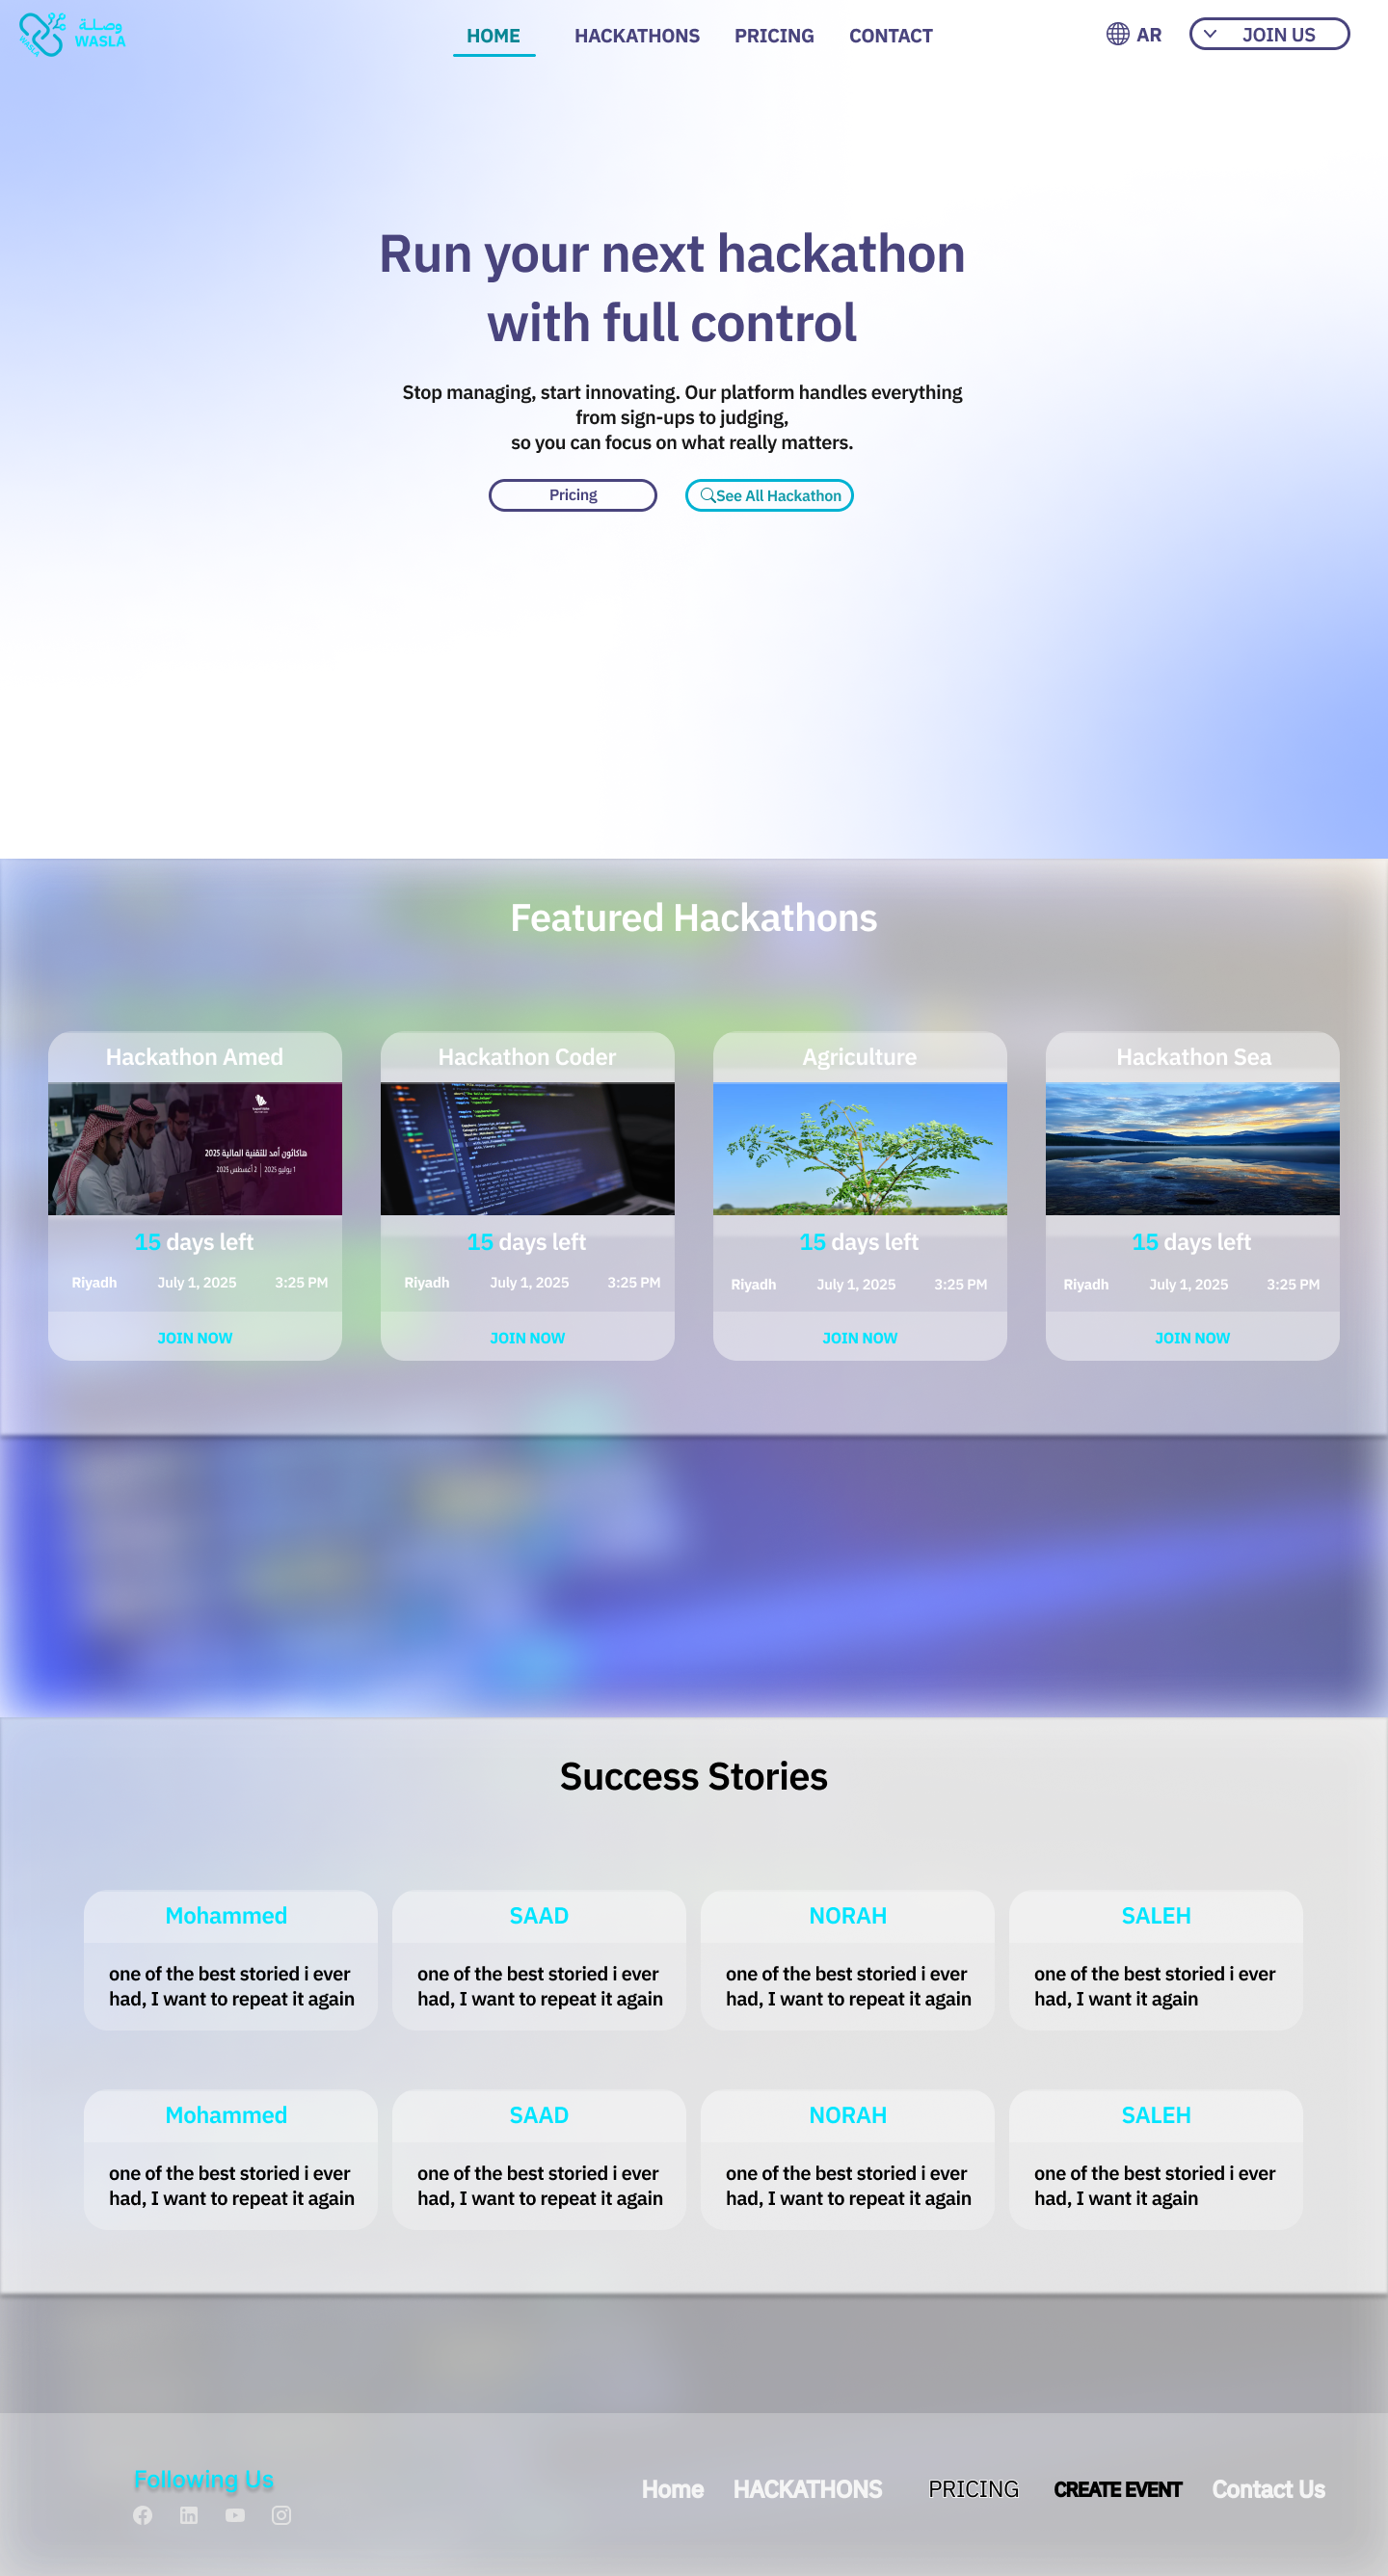 وصلة
WASLA
WASLA
HOME
HACKATHONS
PRICING
CONTACT
AR
JOIN US
Run your next hackathon
with full control
Stop managing, start innovating. Our platform handles everything
from sign-ups to judging,
so you can focus on what really matters.
Pricing
See All Hackathon
Featured Hackathons
Hackathon Amed
Hackathon Coder
Agriculture
Hackathon Sea
هاكاثون أمد للتقنية المالية 2025
1 يوليو 2025 | 2 أغسطس 2025
15 days left
15 days left
15 days left
15 days left
Riyadh July 1, 2025 3:25 PM
Riyadh July 1, 2025 3:25 PM
Riyadh July 1, 2025 3:25 PM
Riyadh July 1, 2025 3:25 PM
JOIN NOW
JOIN NOW
JOIN NOW
JOIN NOW
Success Stories
Mohammed
one of the best storied i ever
had, I want to repeat it again
SAAD
one of the best storied i ever
had, I want to repeat it again
NORAH
one of the best storied i ever
had, I want to repeat it again
SALEH
one of the best storied i ever
had, I want it again
Mohammed
one of the best storied i ever
had, I want to repeat it again
SAAD
one of the best storied i ever
had, I want to repeat it again
NORAH
one of the best storied i ever
had, I want to repeat it again
SALEH
one of the best storied i ever
had, I want it again
Following Us
Home
HACKATHONS
PRICING
CREATE EVENT
Contact Us